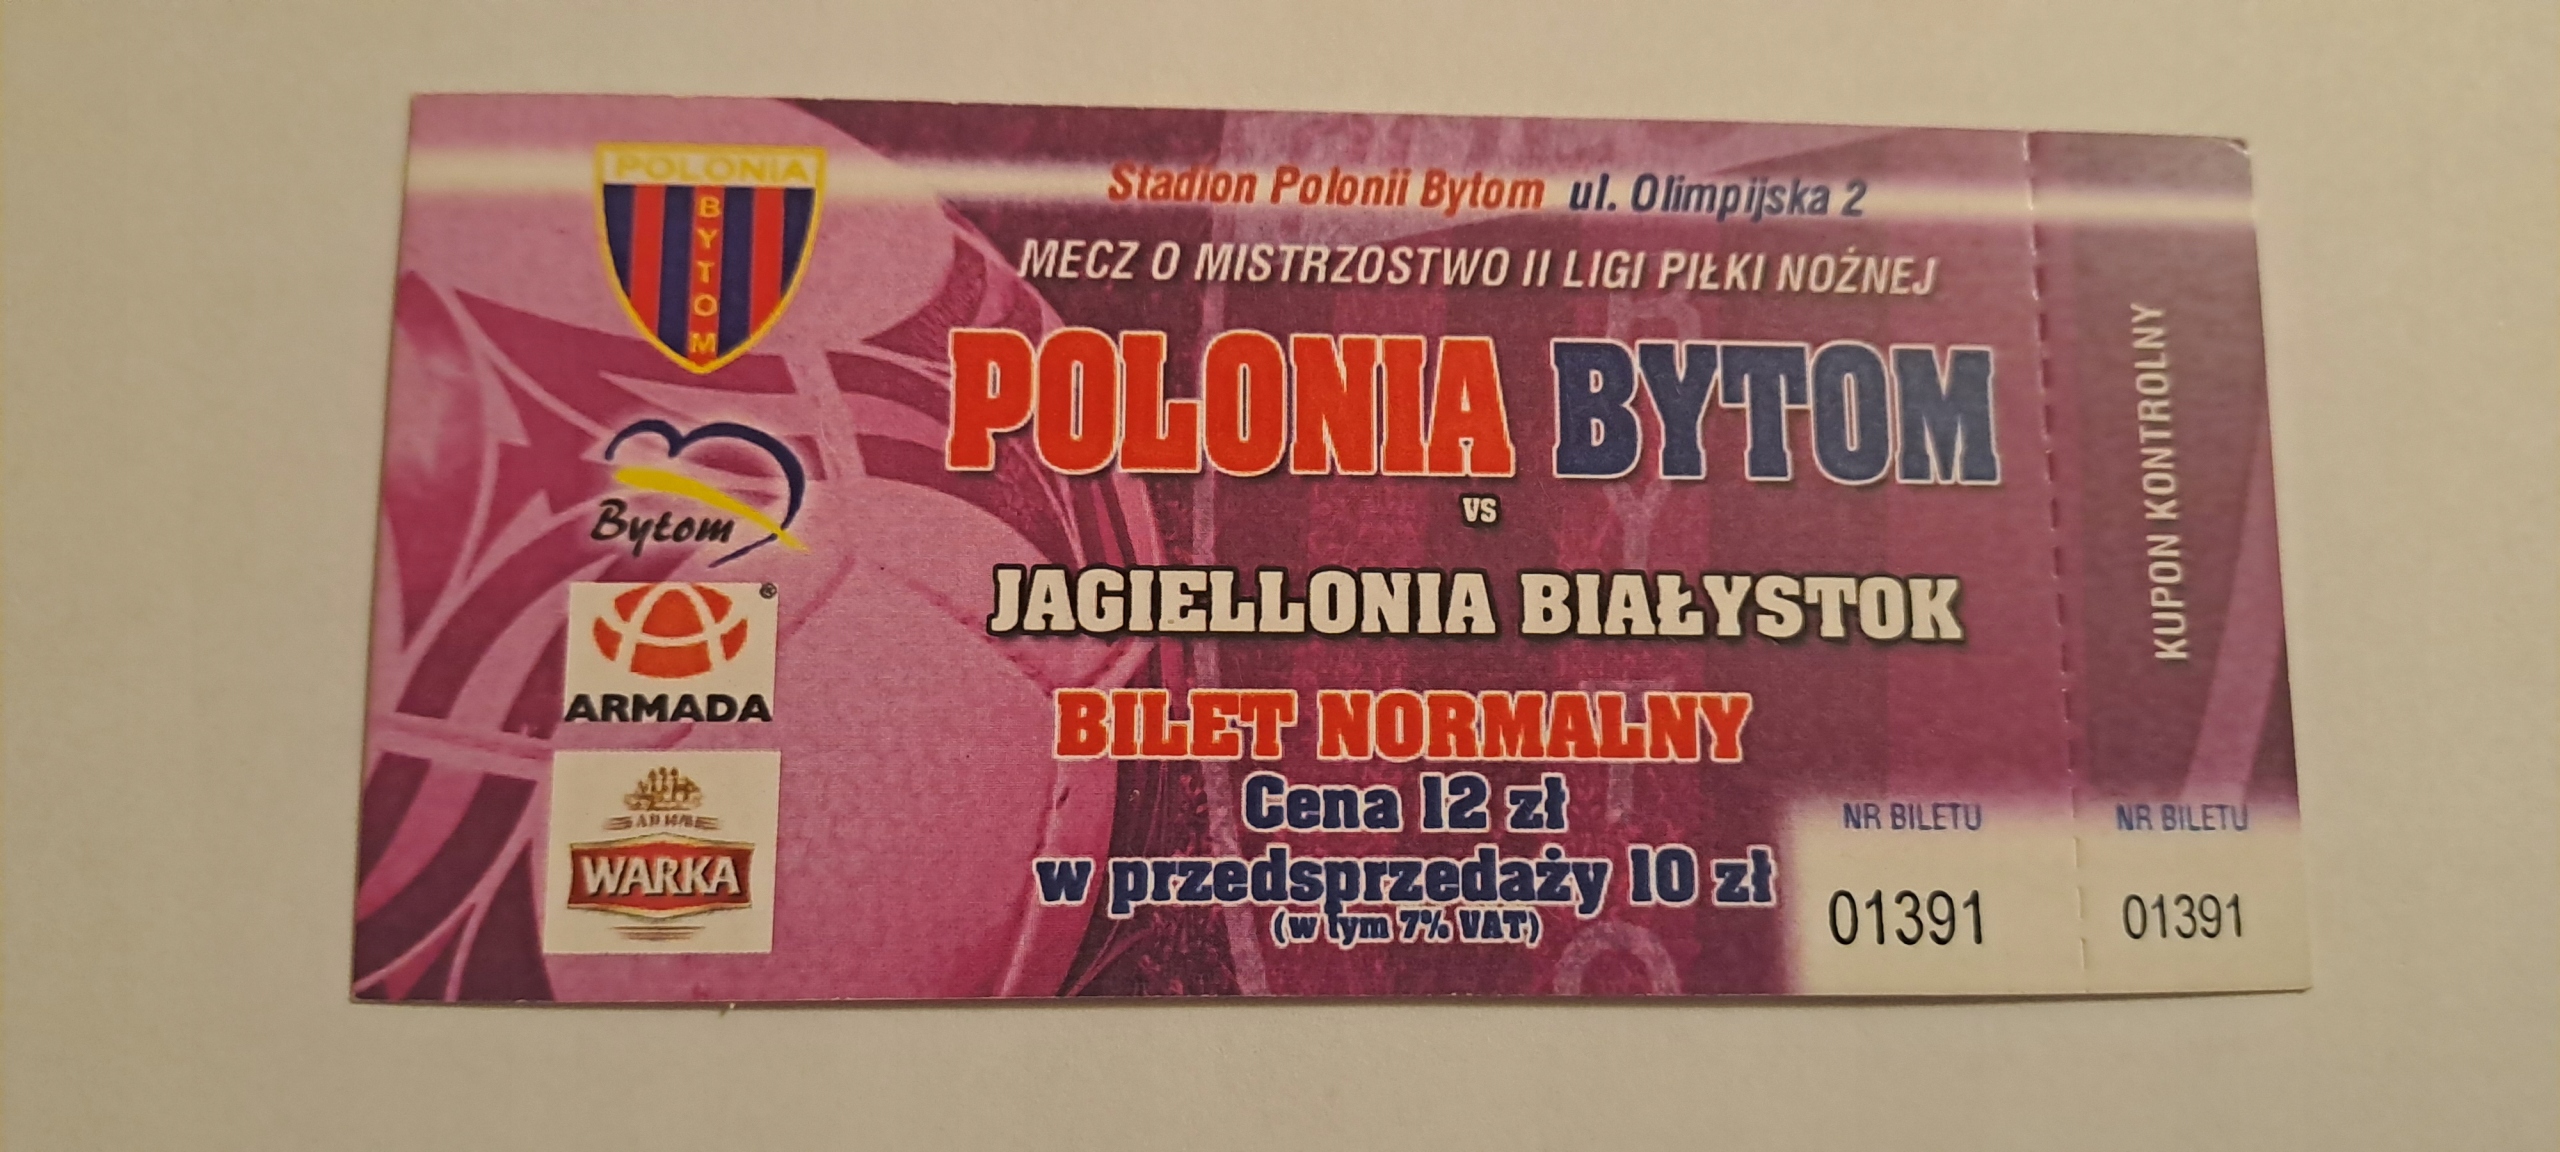 POLONIA
BYTOM
Stadion Polonii Bytom ul. Olimpijska 2
MECZ O MISTRZOSTWO II LIGI PIŁKI NOŻNEJ
POLONIA BYTOM
vs
JAGIELLONIA BIAŁYSTOK
Bytom
ARMADA
®
WARKA
BILET NORMALNY
Cena 12 zł
w przedsprzedaży 10 zł
(w tym 7% VAT)
NR BILETU
01391
KUPON KONTROLNY
NR BILETU
01391